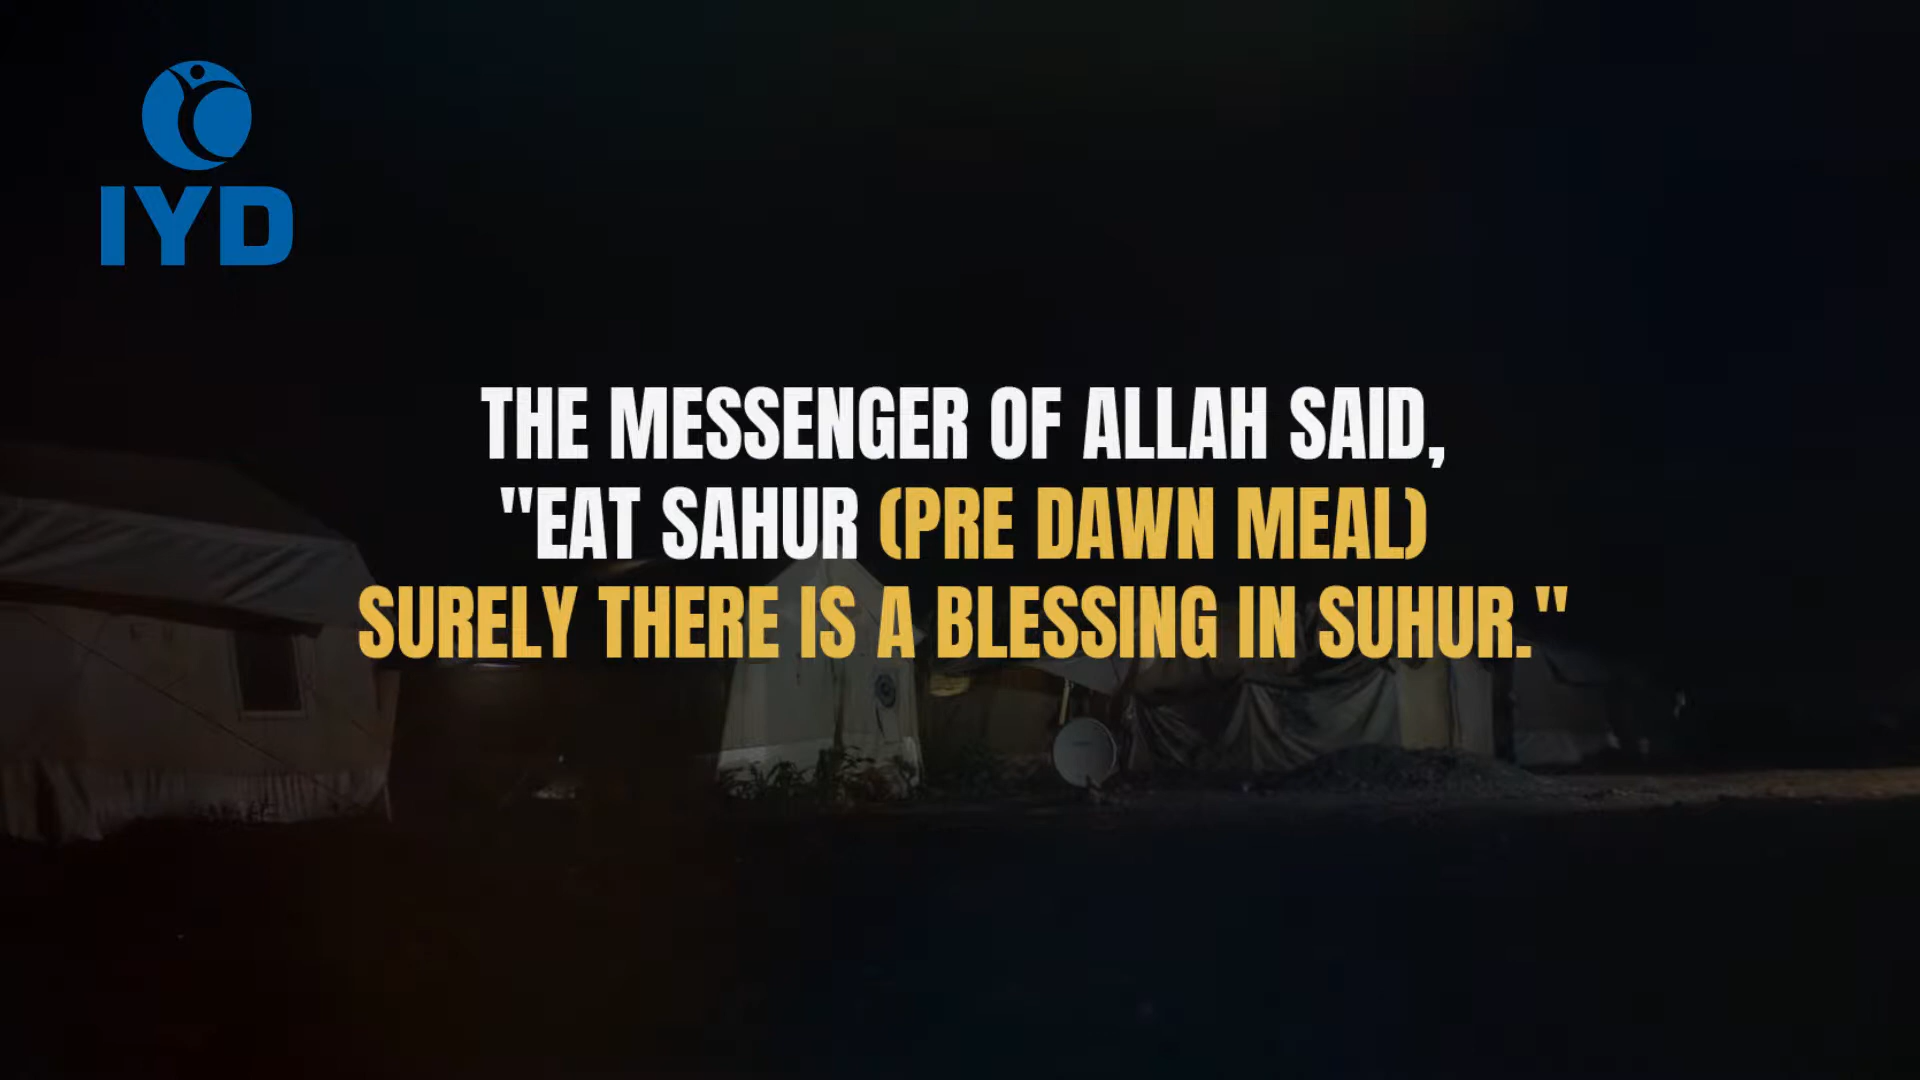 IYD
THE MESSENGER OF ALLAH SAID,
"EAT SAHUR (PRE DAWN MEAL)
SURELY THERE IS A BLESSING IN SUHUR."